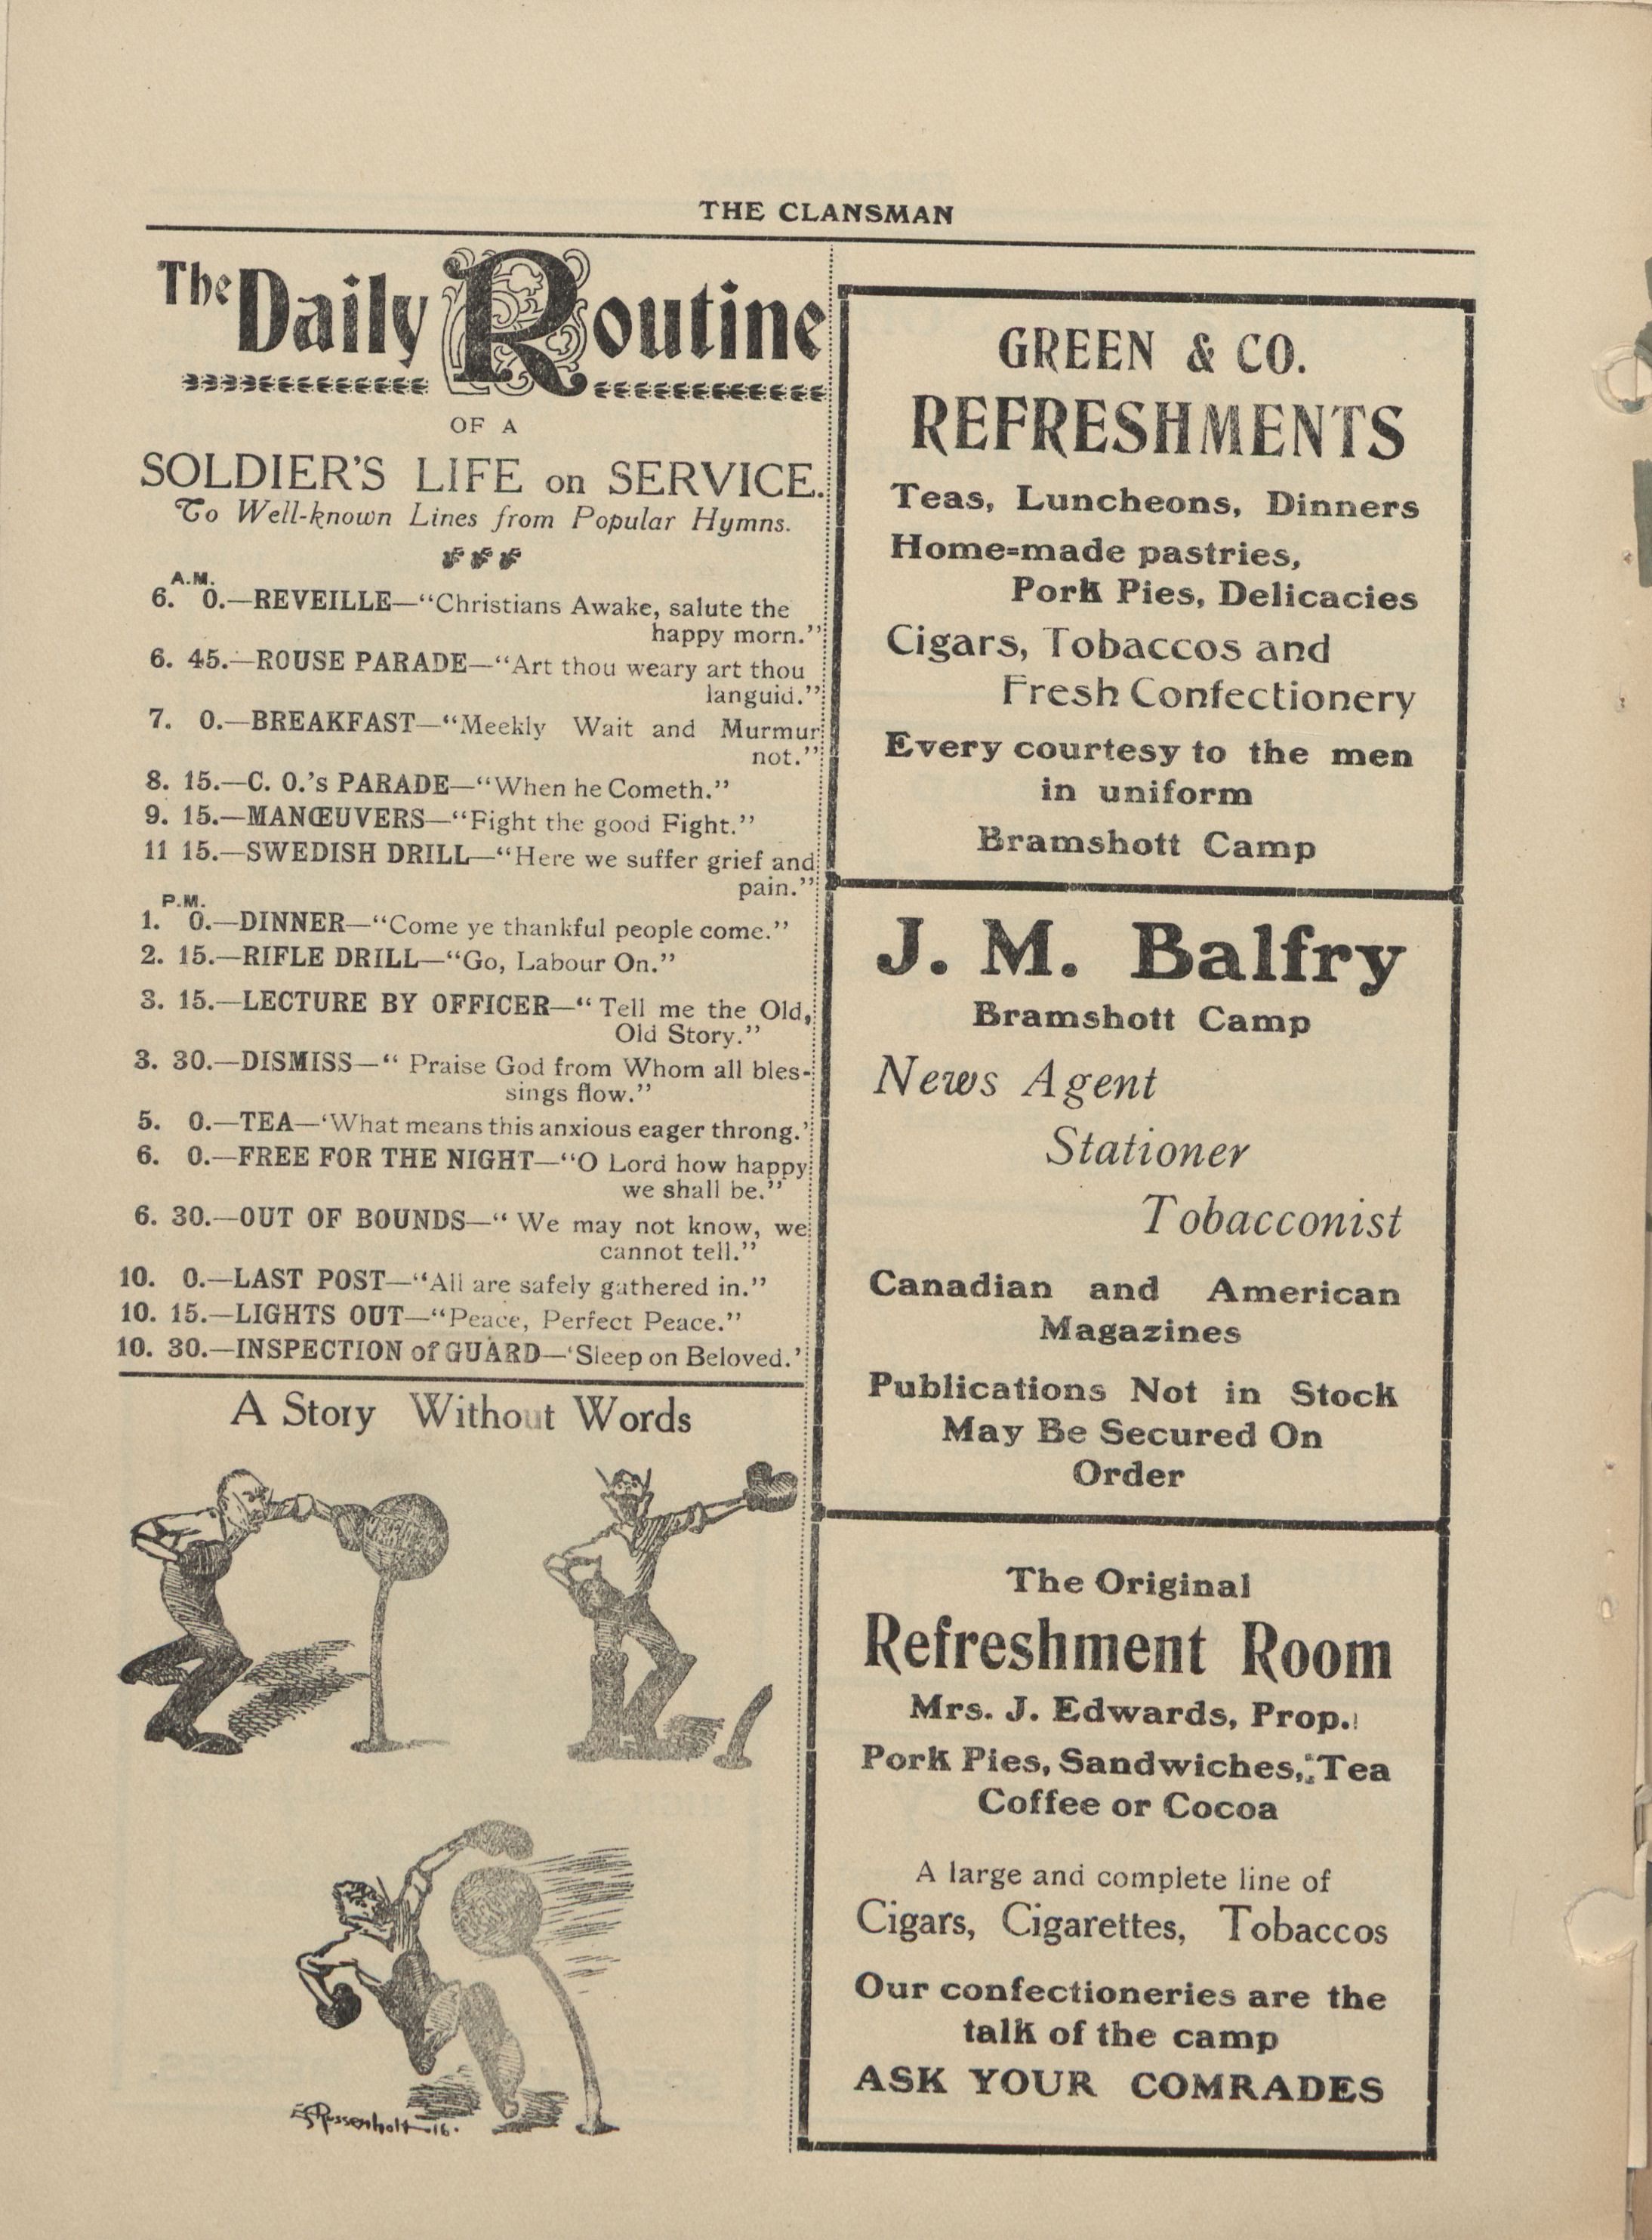 THE CLANSMAN
The Daily Routine
OF A
SOLDIER'S LIFE on SERVICE.
To Well-known Lines from Popular Hymns.
A.M.
6. 0.—REVEILLE—"Christians Awake, salute the
happy morn."
6. 45.—ROUSE PARADE—"Art thou weary art thou
languid."
7. 0.—BREAKFAST—"Meekly Wait and Murmur
not."
8. 15.—C. O.'s PARADE—"When he Cometh."
9. 15.—MANŒUVERS—"Fight the good Fight."
11 15.—SWEDISH DRILL—"Here we suffer grief and
pain."
P.M.
1. 0.—DINNER—"Come ye thankful people come."
2. 15.—RIFLE DRILL—"Go, Labour On."
3. 15.—LECTURE BY OFFICER—" Tell me the Old,
Old Story."
3. 30.—DISMISS—" Praise God from Whom all bles-
sings flow."
5. 0.—TEA—'What means this anxious eager throng.'
6. 0.—FREE FOR THE NIGHT—"O Lord how happy
we shall be."
6. 30.—OUT OF BOUNDS—" We may not know, we
cannot tell."
10. 0.—LAST POST—"All are safely gathered in."
10. 15.—LIGHTS OUT—"Peace, Perfect Peace."
10. 30.—INSPECTION of GUARD—'Sleep on Beloved.'
A Story Without Words
ESRussenholt—16.
GREEN & CO.
REFRESHMENTS
Teas, Luncheons, Dinners
Home=made pastries,
Pork Pies, Delicacies
Cigars, Tobaccos and
Fresh Confectionery
Every courtesy to the men
in uniform
Bramshott Camp
J. M. Balfry
Bramshott Camp
News Agent
Stationer
Tobacconist
Canadian and American
Magazines
Publications Not in Stock
May Be Secured On
Order
The Original
Refreshment Room
Mrs. J. Edwards, Prop.
Pork Pies, Sandwiches, Tea
Coffee or Cocoa
A large and complete line of
Cigars, Cigarettes, Tobaccos
Our confectioneries are the
talk of the camp
ASK YOUR COMRADES